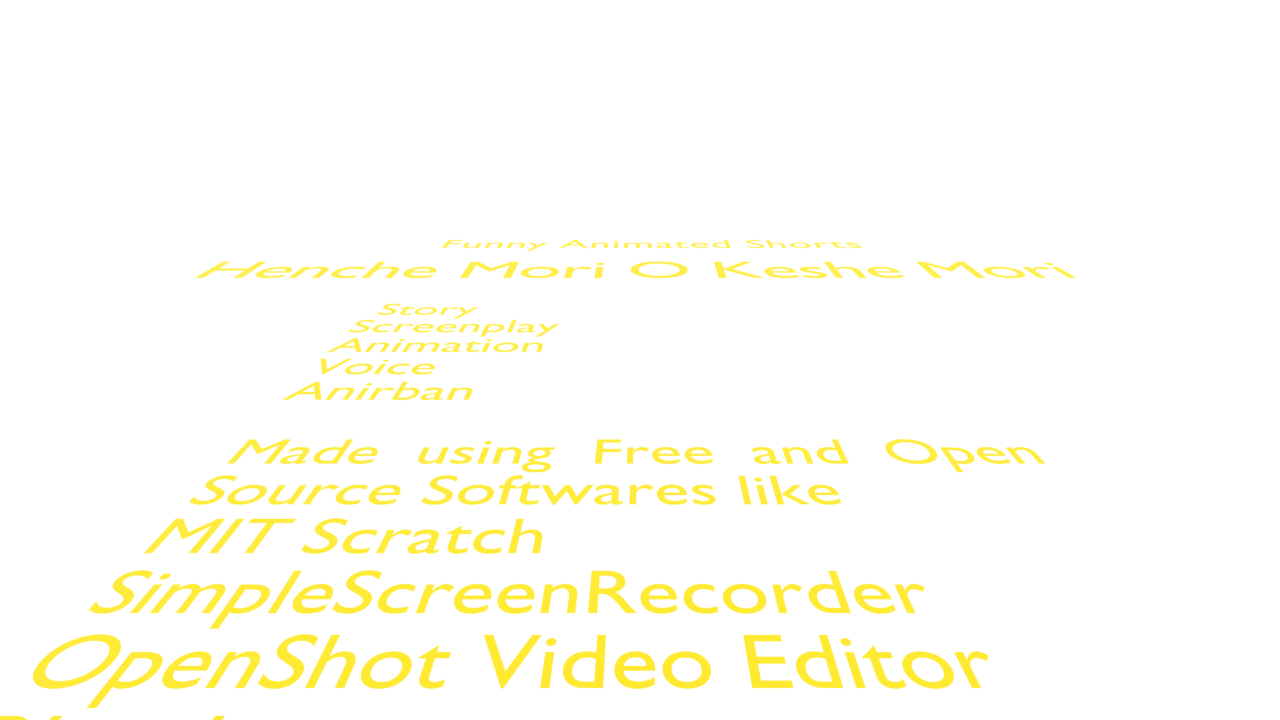 Funny Animated Shorts
Henche Mori O Keshe Mori
Story
Screenplay
Animation
Voice
Anirban
Made using Free and Open
Source Softwares like
MIT Scratch
SimpleScreenRecorder
OpenShot Video Editor